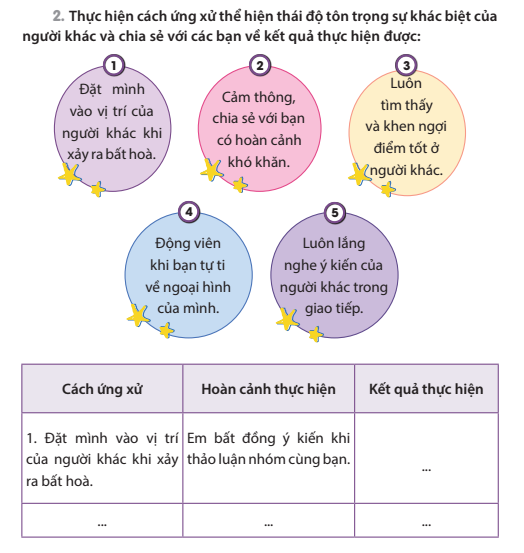 2. Thực hiện cách ứng xử thể hiện thái độ tôn trọng sự khác biệt của
người khác và chia sẻ với các bạn về kết quả thực hiện được:
1
Đặt mình
vào vị trí của
người khác khi
xảy ra bất hoà.
2
Cảm thông,
chia sẻ với bạn
có hoàn cảnh
khó khăn.
3
Luôn
tìm thấy
và khen ngợi
điểm tốt ở
người khác.
4
Động viên
khi bạn tự ti
về ngoại hình
của mình.
5
Luôn lắng
nghe ý kiến của
người khác trong
giao tiếp.
Cách ứng xử
Hoàn cảnh thực hiện
Kết quả thực hiện
1. Đặt mình vào vị trí
của người khác khi xảy
ra bất hoà.
Em bất đồng ý kiến khi
thảo luận nhóm cùng bạn.
...
...
...
...